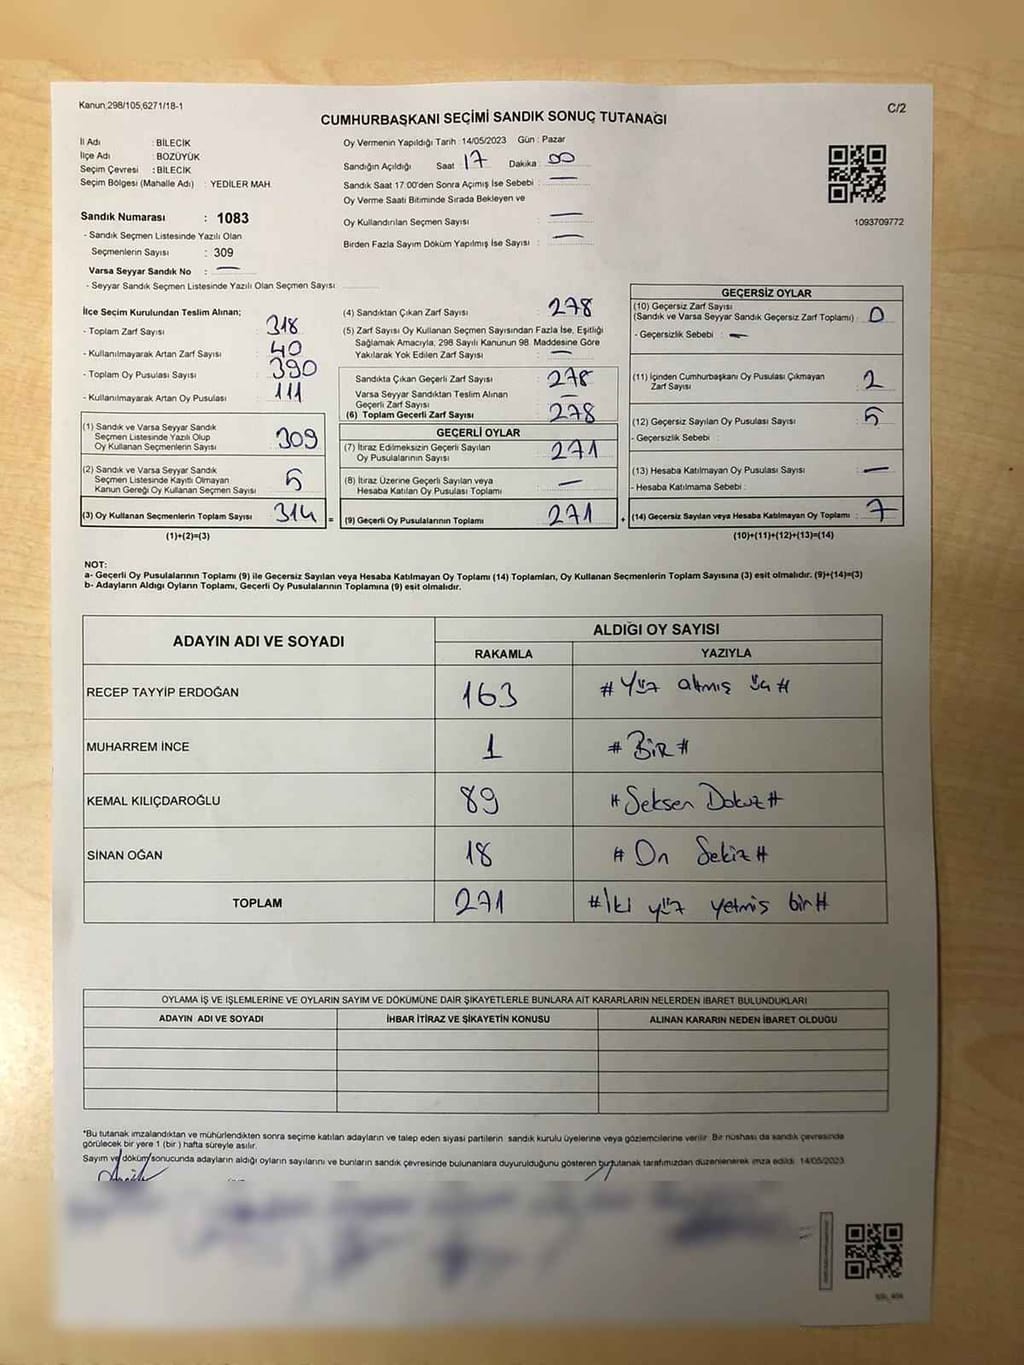 Kanun;298/105;6271/18-1
C/2
CUMHURBAŞKANI SEÇİMİ SANDIK SONUÇ TUTANAĞI
İl Adı : BİLECİK
İlçe Adı : BOZÜYÜK
Seçim Çevresi : BİLECİK
Seçim Bölgesi (Mahalle Adı) : YEDİLER MAH.
Sandık Numarası : 1083
- Sandık Seçmen Listesinde Yazılı Olan
Seçmenlerin Sayısı : 309
Varsa Seyyar Sandık No : —
- Seyyar Sandık Seçmen Listesinde Yazılı Olan Seçmen Sayısı :
Oy Vermenin Yapıldığı Tarih : 14/05/2023 Gün : Pazar
Sandığın Açıldığı Saat 17 Dakika : 00
Sandık Saat 17:00'den Sonra Açımış İse Sebebi : —
Oy Verme Saati Bitiminde Sırada Bekleyen ve
Oy Kullandırılan Seçmen Sayısı : —
Birden Fazla Sayım Döküm Yapılmış İse Sayısı : —
1093709772
İlçe Seçim Kurulundan Teslim Alınan;
- Toplam Zarf Sayısı : 318
- Kullanılmayarak Artan Zarf Sayısı : 40
- Toplam Oy Pusulası Sayısı : 390
- Kullanılmayarak Artan Oy Pusulası : 111
(1) Sandık ve Varsa Seyyar Sandık
Seçmen Listesinde Yazılı Olup
Oy Kullanan Seçmenlerin Sayısı : 309
(2) Sandık ve Varsa Seyyar Sandık
Seçmen Listesinde Kayıtlı Olmayan
Kanun Gereği Oy Kullanan Seçmen Sayısı : 5
(3) Oy Kullanan Seçmenlerin Toplam Sayısı : 314
(1)+(2)=(3)
(4) Sandıktan Çıkan Zarf Sayısı : 278
(5) Zarf Sayısı Oy Kullanan Seçmen Sayısından Fazla İse, Eşitliği
Sağlamak Amacıyla, 298 Sayılı Kanunun 98. Maddesine Göre
Yakılarak Yok Edilen Zarf Sayısı : —
Sandıkta Çıkan Geçerli Zarf Sayısı : 278
Varsa Seyyar Sandıktan Teslim Alınan
Geçerli Zarf Sayısı : —
(6) Toplam Geçerli Zarf Sayısı : 278
GEÇERLİ OYLAR
(7) İtiraz Edilmeksizin Geçerli Sayılan
Oy Pusulalarının Sayısı : 271
(8) İtiraz Üzerine Geçerli Sayılan veya
Hesaba Katılan Oy Pusulası Toplamı : —
= (9) Geçerli Oy Pusulalarının Toplamı : 271
GEÇERSİZ OYLAR
(10) Geçersiz Zarf Sayısı
(Sandık ve Varsa Seyyar Sandık Geçersiz Zarf Toplamı) : 0
- Geçersizlik Sebebi : —
(11) İçinden Cumhurbaşkanı Oy Pusulası Çıkmayan
Zarf Sayısı : 2
(12) Geçersiz Sayılan Oy Pusulası Sayısı : 5
- Geçersizlik Sebebi :
(13) Hesaba Katılmayan Oy Pusulası Sayısı : —
- Hesaba Katılmama Sebebi :
+ (14) Geçersiz Sayılan veya Hesaba Katılmayan Oy Toplamı : 7
(10)+(11)+(12)+(13)=(14)
NOT:
a- Geçerli Oy Pusulalarının Toplamı (9) ile Gecersiz Sayılan veya Hesaba Katılmayan Oy Toplamı (14) Toplamları, Oy Kullanan Seçmenlerin Toplam Sayısına (3) eşit olmalıdır. (9)+(14)=(3)
b- Adayların Aldığı Oyların Toplamı, Geçerli Oy Pusulalarının Toplamına (9) eşit olmalıdır.
ADAYIN ADI VE SOYADI ALDIĞI OY SAYISI
RAKAMLA YAZIYLA
RECEP TAYYİP ERDOĞAN 163 # Yüz altmış üç #
MUHARREM İNCE 1 # BİR #
KEMAL KILIÇDAROĞLU 89 # Seksen Dokuz #
SİNAN OĞAN 18 # On Sekiz #
TOPLAM 271 # İki yüz yetmiş bir #
OYLAMA İŞ VE İŞLEMLERİNE VE OYLARIN SAYIM VE DÖKÜMÜNE DAİR ŞİKAYETLERLE BUNLARA AİT KARARLARIN NELERDEN İBARET BULUNDUKLARI
ADAYIN ADI VE SOYADI İHBAR İTİRAZ VE ŞİKAYETİN KONUSU ALINAN KARARIN NEDEN İBARET OLDUĞU
*Bu tutanak imzalandıktan ve mühürlendikten sonra seçime katılan adayların ve talep eden siyasi partilerin sandık kurulu üyelerine veya gözlemcilerine verilir. Bir nüshası da sandık çevresinde
görülecek bir yere 1 (bir) hafta süreyle asılır.
Sayım ve döküm sonucunda adayların aldığı oyların sayılarını ve bunların sandık çevresinde bulunanlara duyurulduğunu gösteren bu tutanak tarafımızdan düzenlenerek imza edildi. 14/05/2023